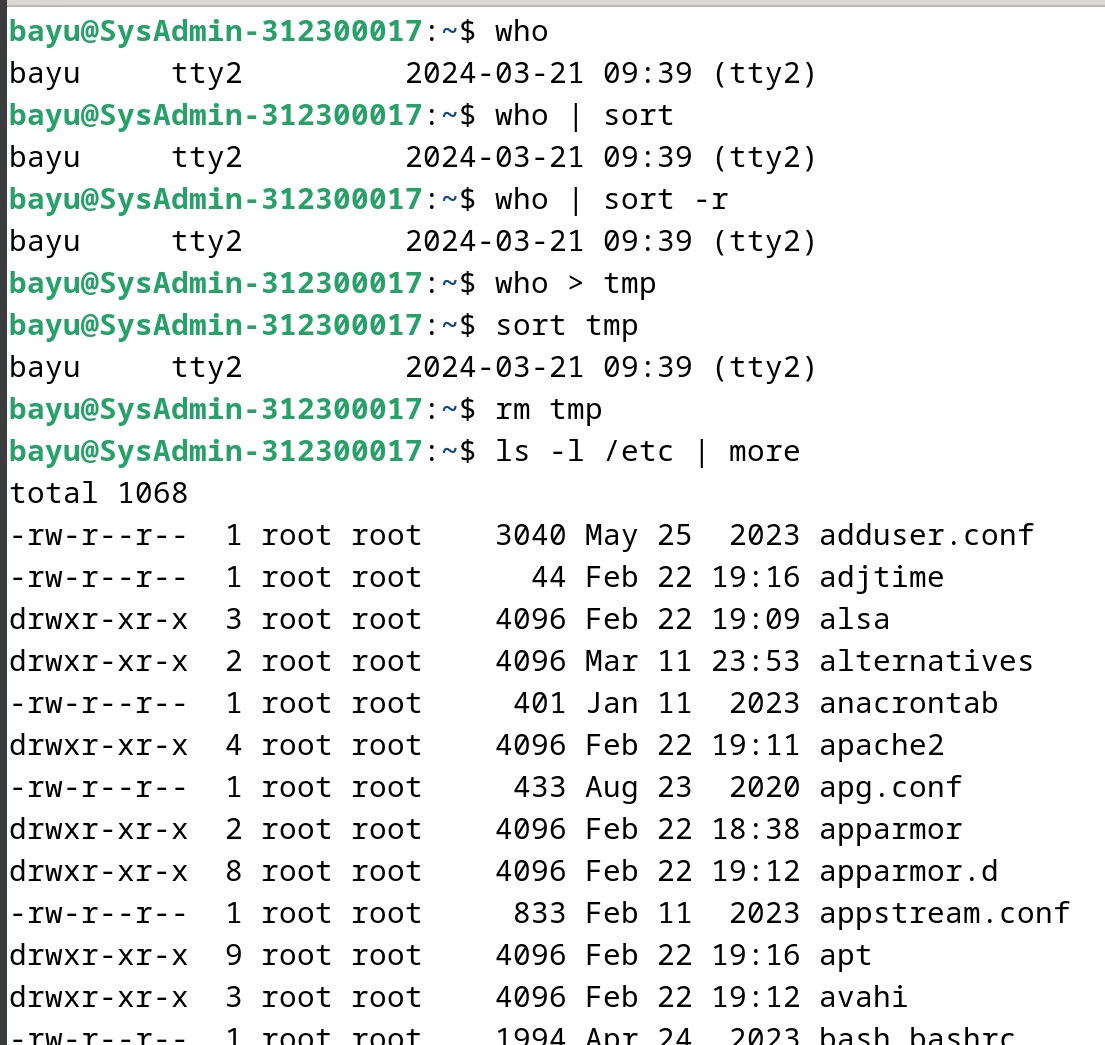 bayu@SysAdmin-312300017:~$ who
bayu     tty2         2024-03-21 09:39 (tty2)
bayu@SysAdmin-312300017:~$ who | sort
bayu     tty2         2024-03-21 09:39 (tty2)
bayu@SysAdmin-312300017:~$ who | sort -r
bayu     tty2         2024-03-21 09:39 (tty2)
bayu@SysAdmin-312300017:~$ who > tmp
bayu@SysAdmin-312300017:~$ sort tmp
bayu     tty2         2024-03-21 09:39 (tty2)
bayu@SysAdmin-312300017:~$ rm tmp
bayu@SysAdmin-312300017:~$ ls -l /etc | more
total 1068
-rw-r--r--  1 root root    3040 May 25  2023 adduser.conf
-rw-r--r--  1 root root      44 Feb 22 19:16 adjtime
drwxr-xr-x  3 root root    4096 Feb 22 19:09 alsa
drwxr-xr-x  2 root root    4096 Mar 11 23:53 alternatives
-rw-r--r--  1 root root     401 Jan 11  2023 anacrontab
drwxr-xr-x  4 root root    4096 Feb 22 19:11 apache2
-rw-r--r--  1 root root     433 Aug 23  2020 apg.conf
drwxr-xr-x  2 root root    4096 Feb 22 18:38 apparmor
drwxr-xr-x  8 root root    4096 Feb 22 19:12 apparmor.d
-rw-r--r--  1 root root     833 Feb 11  2023 appstream.conf
drwxr-xr-x  9 root root    4096 Feb 22 19:16 apt
drwxr-xr-x  3 root root    4096 Feb 22 19:12 avahi
-rw-r--r--  1 root root    1994 Apr 24  2023 bash.bashrc